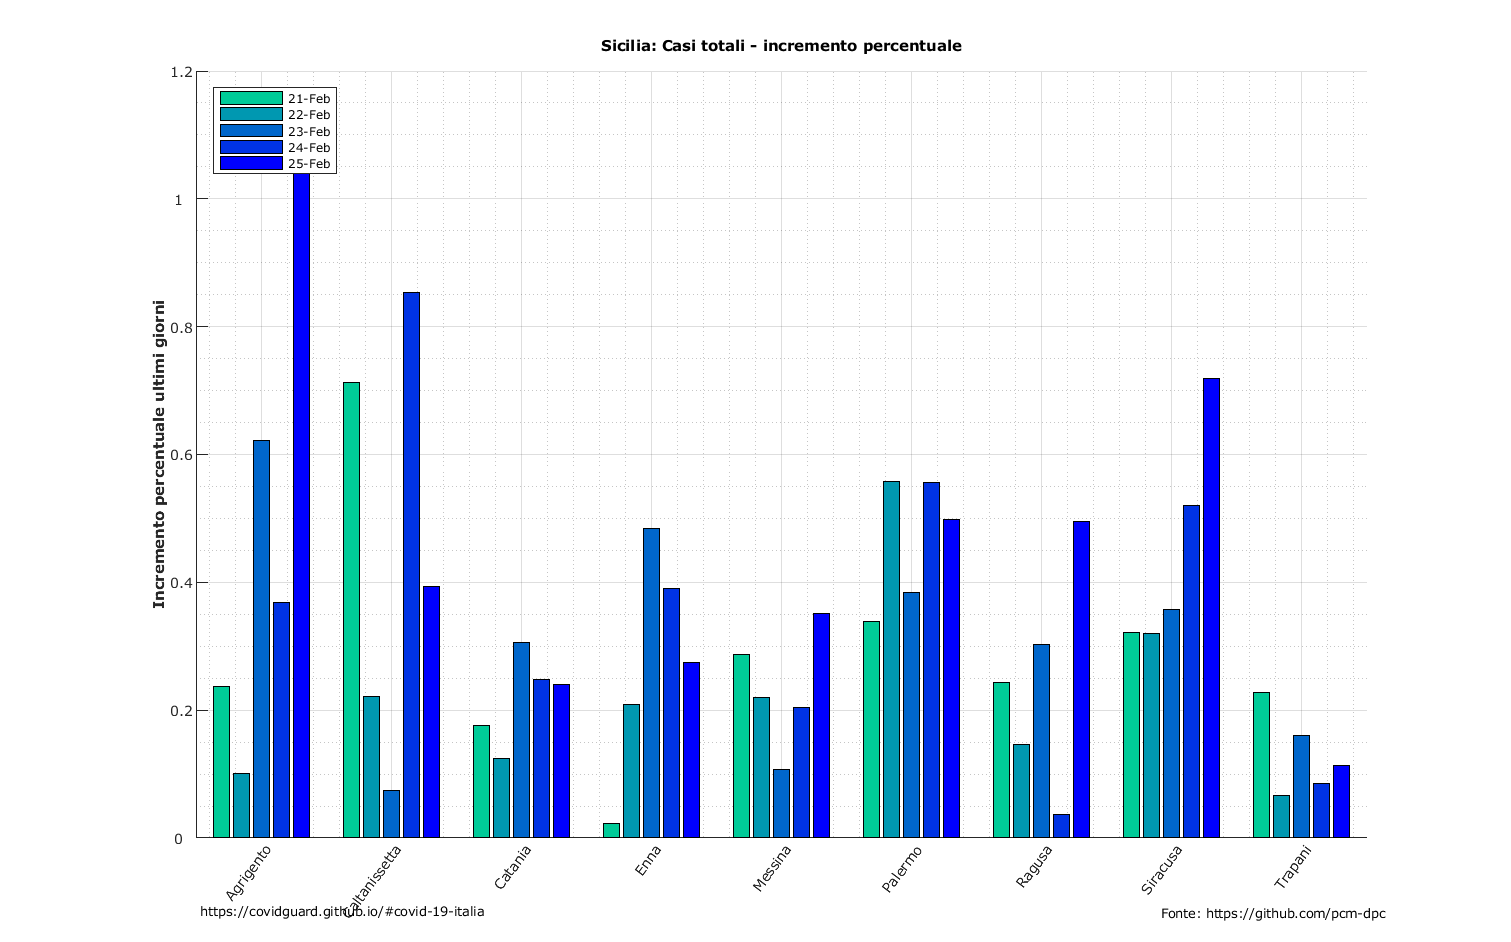 Sicilia: Casi totali - incremento percentuale
1.2
1
0.8
0.6
0.4
0.2
0
Incremento percentuale ultimi giorni
21-Feb
22-Feb
23-Feb
24-Feb
25-Feb
Agrigento
Caltanissetta
Catania
Enna
Messina
Palermo
Ragusa
Siracusa
Trapani
https://covidguard.github.io/#covid-19-italia
Fonte: https://github.com/pcm-dpc